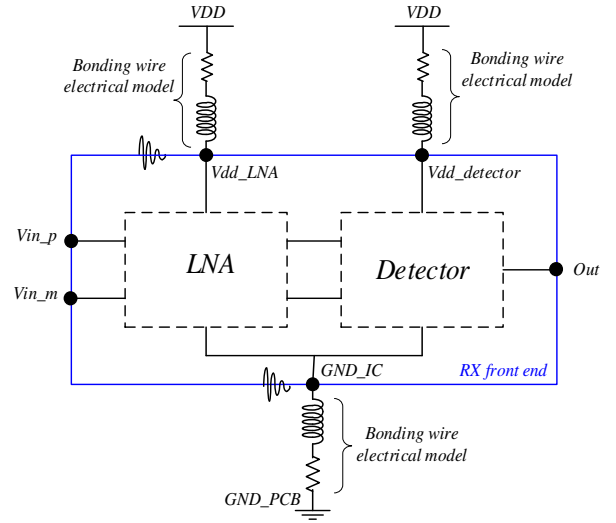 VDD
VDD
Bonding wire
electrical model
Bonding wire
electrical model
Vdd_LNA
Vdd_detector
Vin_p
LNA
Detector
Out
Vin_m
GND_IC
RX front end
Bonding wire
electrical model
GND_PCB